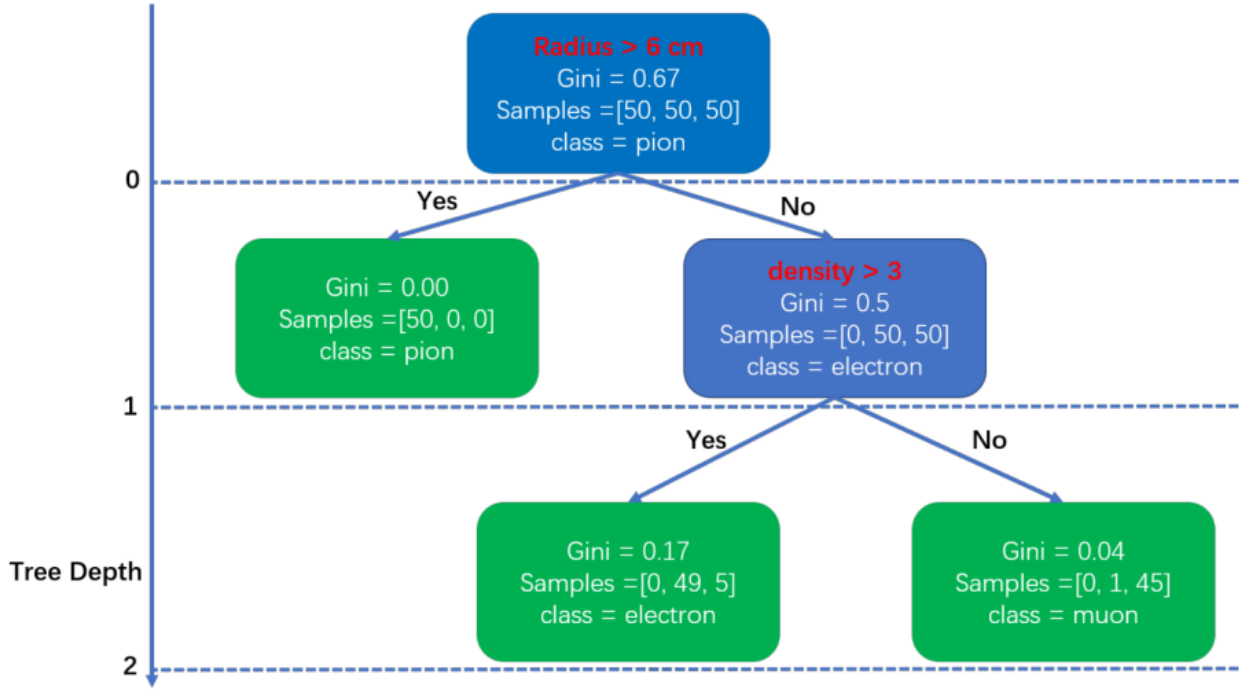 Radius > 6 cm
Gini = 0.67
Samples =[50, 50, 50]
class = pion
0
Yes
No
Gini = 0.00
Samples =[50, 0, 0]
class = pion
density > 3
Gini = 0.5
Samples =[0, 50, 50]
class = electron
1
Yes
No
Gini = 0.17
Samples =[0, 49, 5]
class = electron
Gini = 0.04
Samples =[0, 1, 45]
class = muon
Tree Depth
2